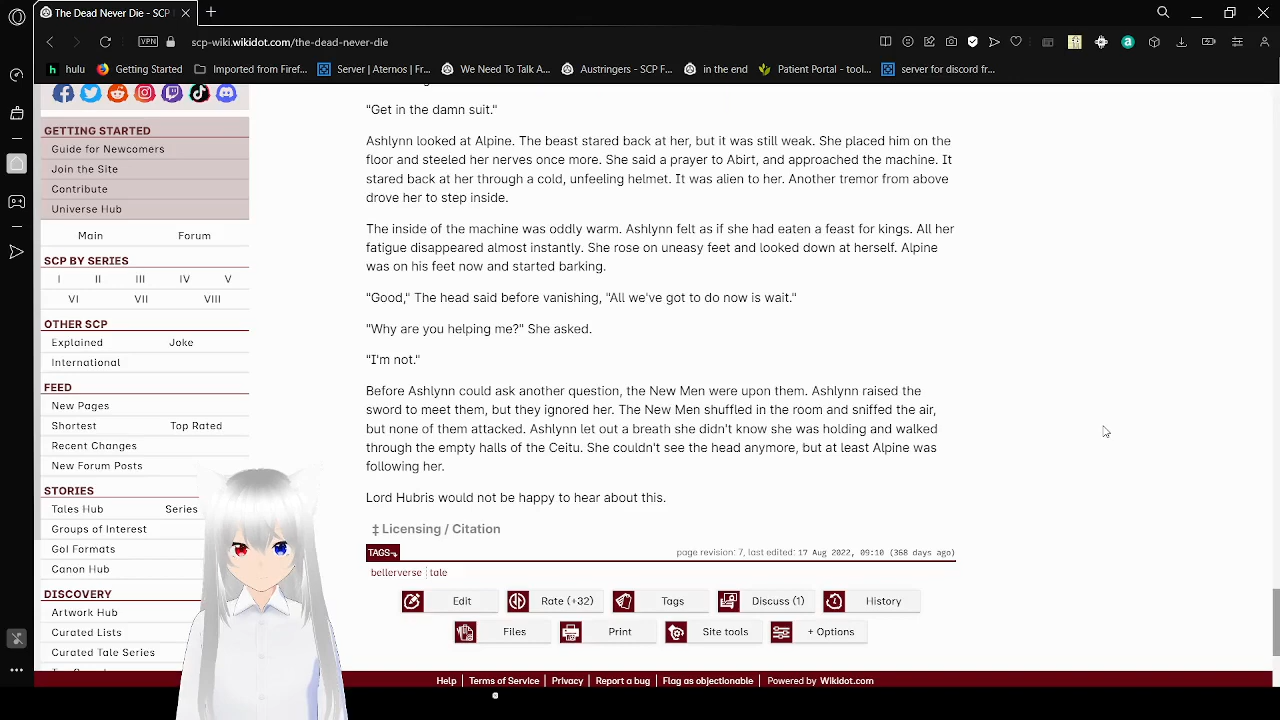 The Dead Never Die - SCP
scp-wiki.wikidot.com/the-dead-never-die
VPN
hulu
Getting Started
Imported from Firef...
Server | Aternos | Fr...
We Need To Talk A...
Austringers - SCP F...
in the end
Patient Portal - tool...
server for discord fr...
GETTING STARTED
Guide for Newcomers
Join the Site
Contribute
Universe Hub
Main Forum
SCP BY SERIES
I II III IV V
VI VII VIII
OTHER SCP
Explained Joke
International
FEED
New Pages
Shortest Top Rated
Recent Changes
New Forum Posts
STORIES
Tales Hub Series
Groups of Interest
GoI Formats
Canon Hub
DISCOVERY
Artwork Hub
Curated Lists
Curated Tale Series
"Get in the damn suit."
Ashlynn looked at Alpine. The beast stared back at her, but it was still weak. She placed him on the
floor and steeled her nerves once more. She said a prayer to Abirt, and approached the machine. It
stared back at her through a cold, unfeeling helmet. It was alien to her. Another tremor from above
drove her to step inside.
The inside of the machine was oddly warm. Ashlynn felt as if she had eaten a feast for kings. All her
fatigue disappeared almost instantly. She rose on uneasy feet and looked down at herself. Alpine
was on his feet now and started barking.
"Good," The head said before vanishing, "All we've got to do now is wait."
"Why are you helping me?" She asked.
"I'm not."
Before Ashlynn could ask another question, the New Men were upon them. Ashlynn raised the
sword to meet them, but they ignored her. The New Men shuffled in the room and sniffed the air,
but none of them attacked. Ashlynn let out a breath she didn't know she was holding and walked
through the empty halls of the Ceitu. She couldn't see the head anymore, but at least Alpine was
following her.
Lord Hubris would not be happy to hear about this.
‡ Licensing / Citation
TAGS
page revision: 7, last edited: 17 Aug 2022, 09:10 (368 days ago)
bellerverse tale
Edit Rate (+32) Tags Discuss (1) History
Files Print Site tools + Options
Help | Terms of Service | Privacy | Report a bug | Flag as objectionable | Powered by Wikidot.com